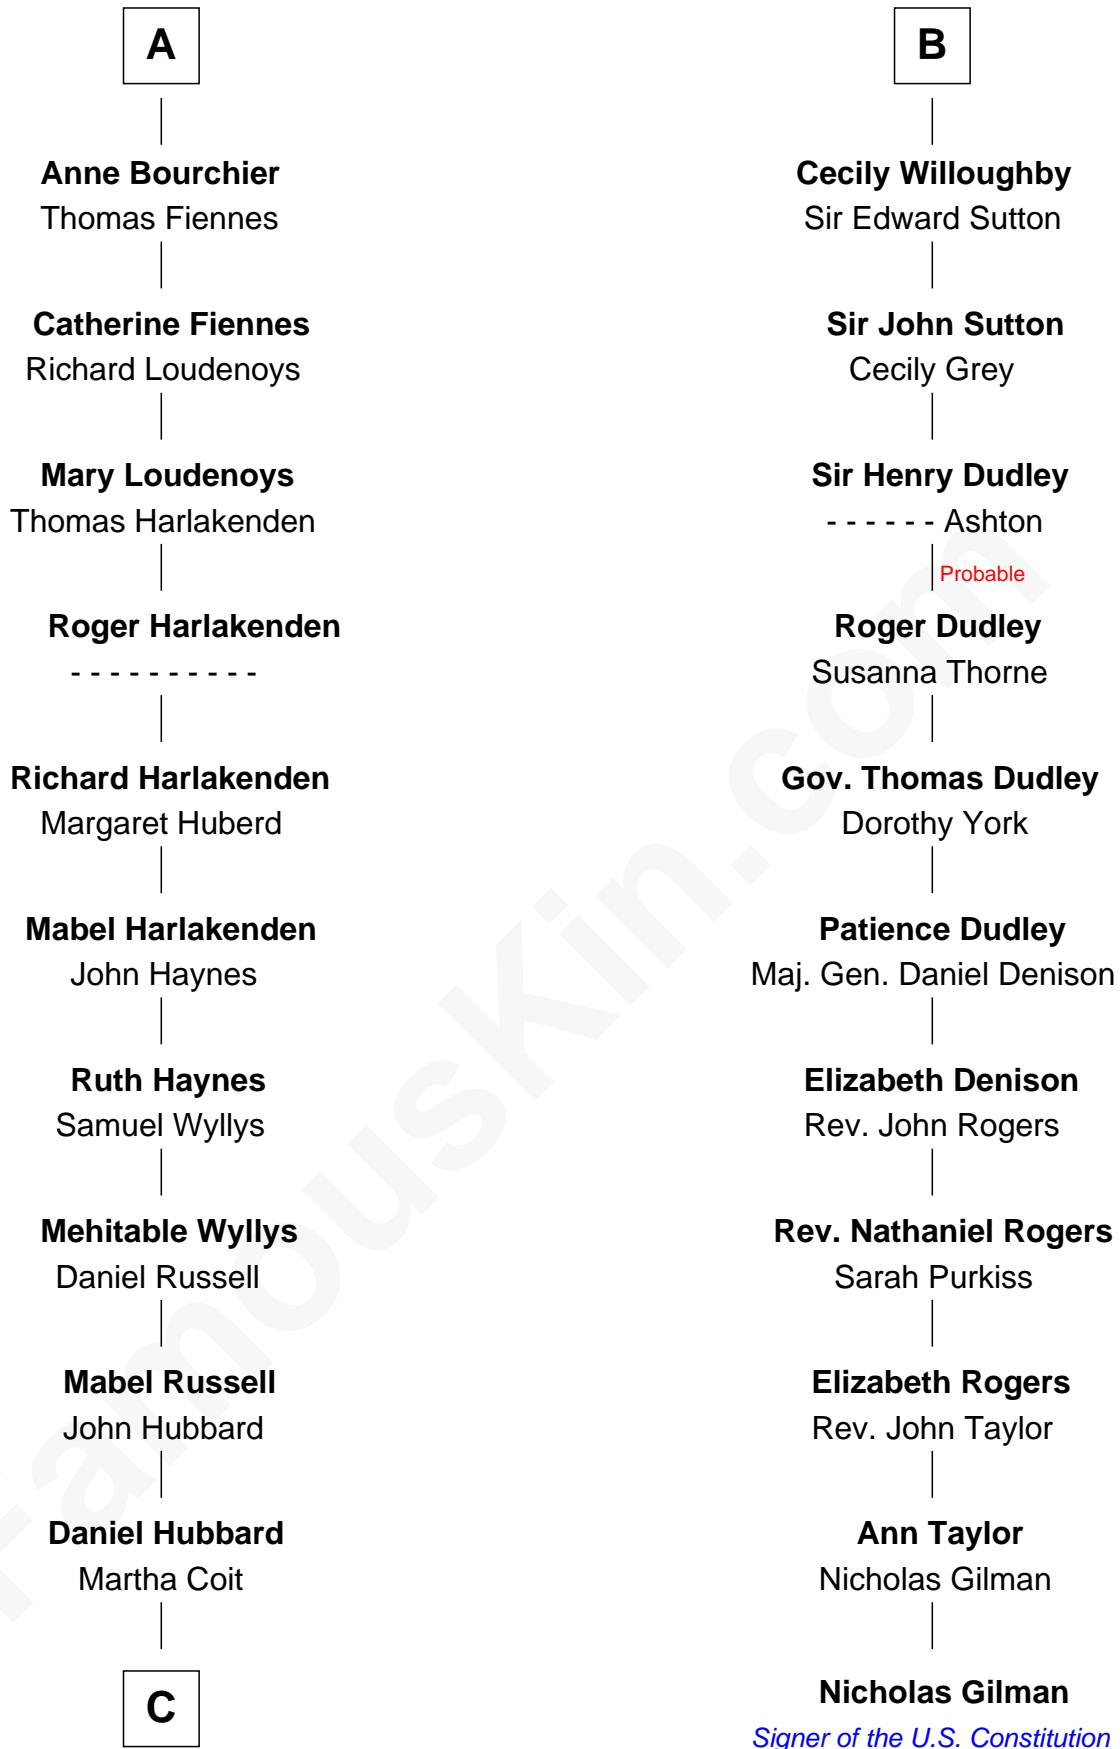 A
Anne Bourchier
Thomas Fiennes
Catherine Fiennes
Richard Loudenoys
Mary Loudenoys
Thomas Harlakenden
Roger Harlakenden
- - - - - - - - - -
Richard Harlakenden
Margaret Huberd
Mabel Harlakenden
John Haynes
Ruth Haynes
Samuel Wyllys
Mehitable Wyllys
Daniel Russell
Mabel Russell
John Hubbard
Daniel Hubbard
Martha Coit
C
B
Cecily Willoughby
Sir Edward Sutton
Sir John Sutton
Cecily Grey
Sir Henry Dudley
- - - - - - Ashton
Probable
Roger Dudley
Susanna Thorne
Gov. Thomas Dudley
Dorothy York
Patience Dudley
Maj. Gen. Daniel Denison
Elizabeth Denison
Rev. John Rogers
Rev. Nathaniel Rogers
Sarah Purkiss
Elizabeth Rogers
Rev. John Taylor
Ann Taylor
Nicholas Gilman
Nicholas Gilman
Signer of the U.S. Constitution
FamousKin.com